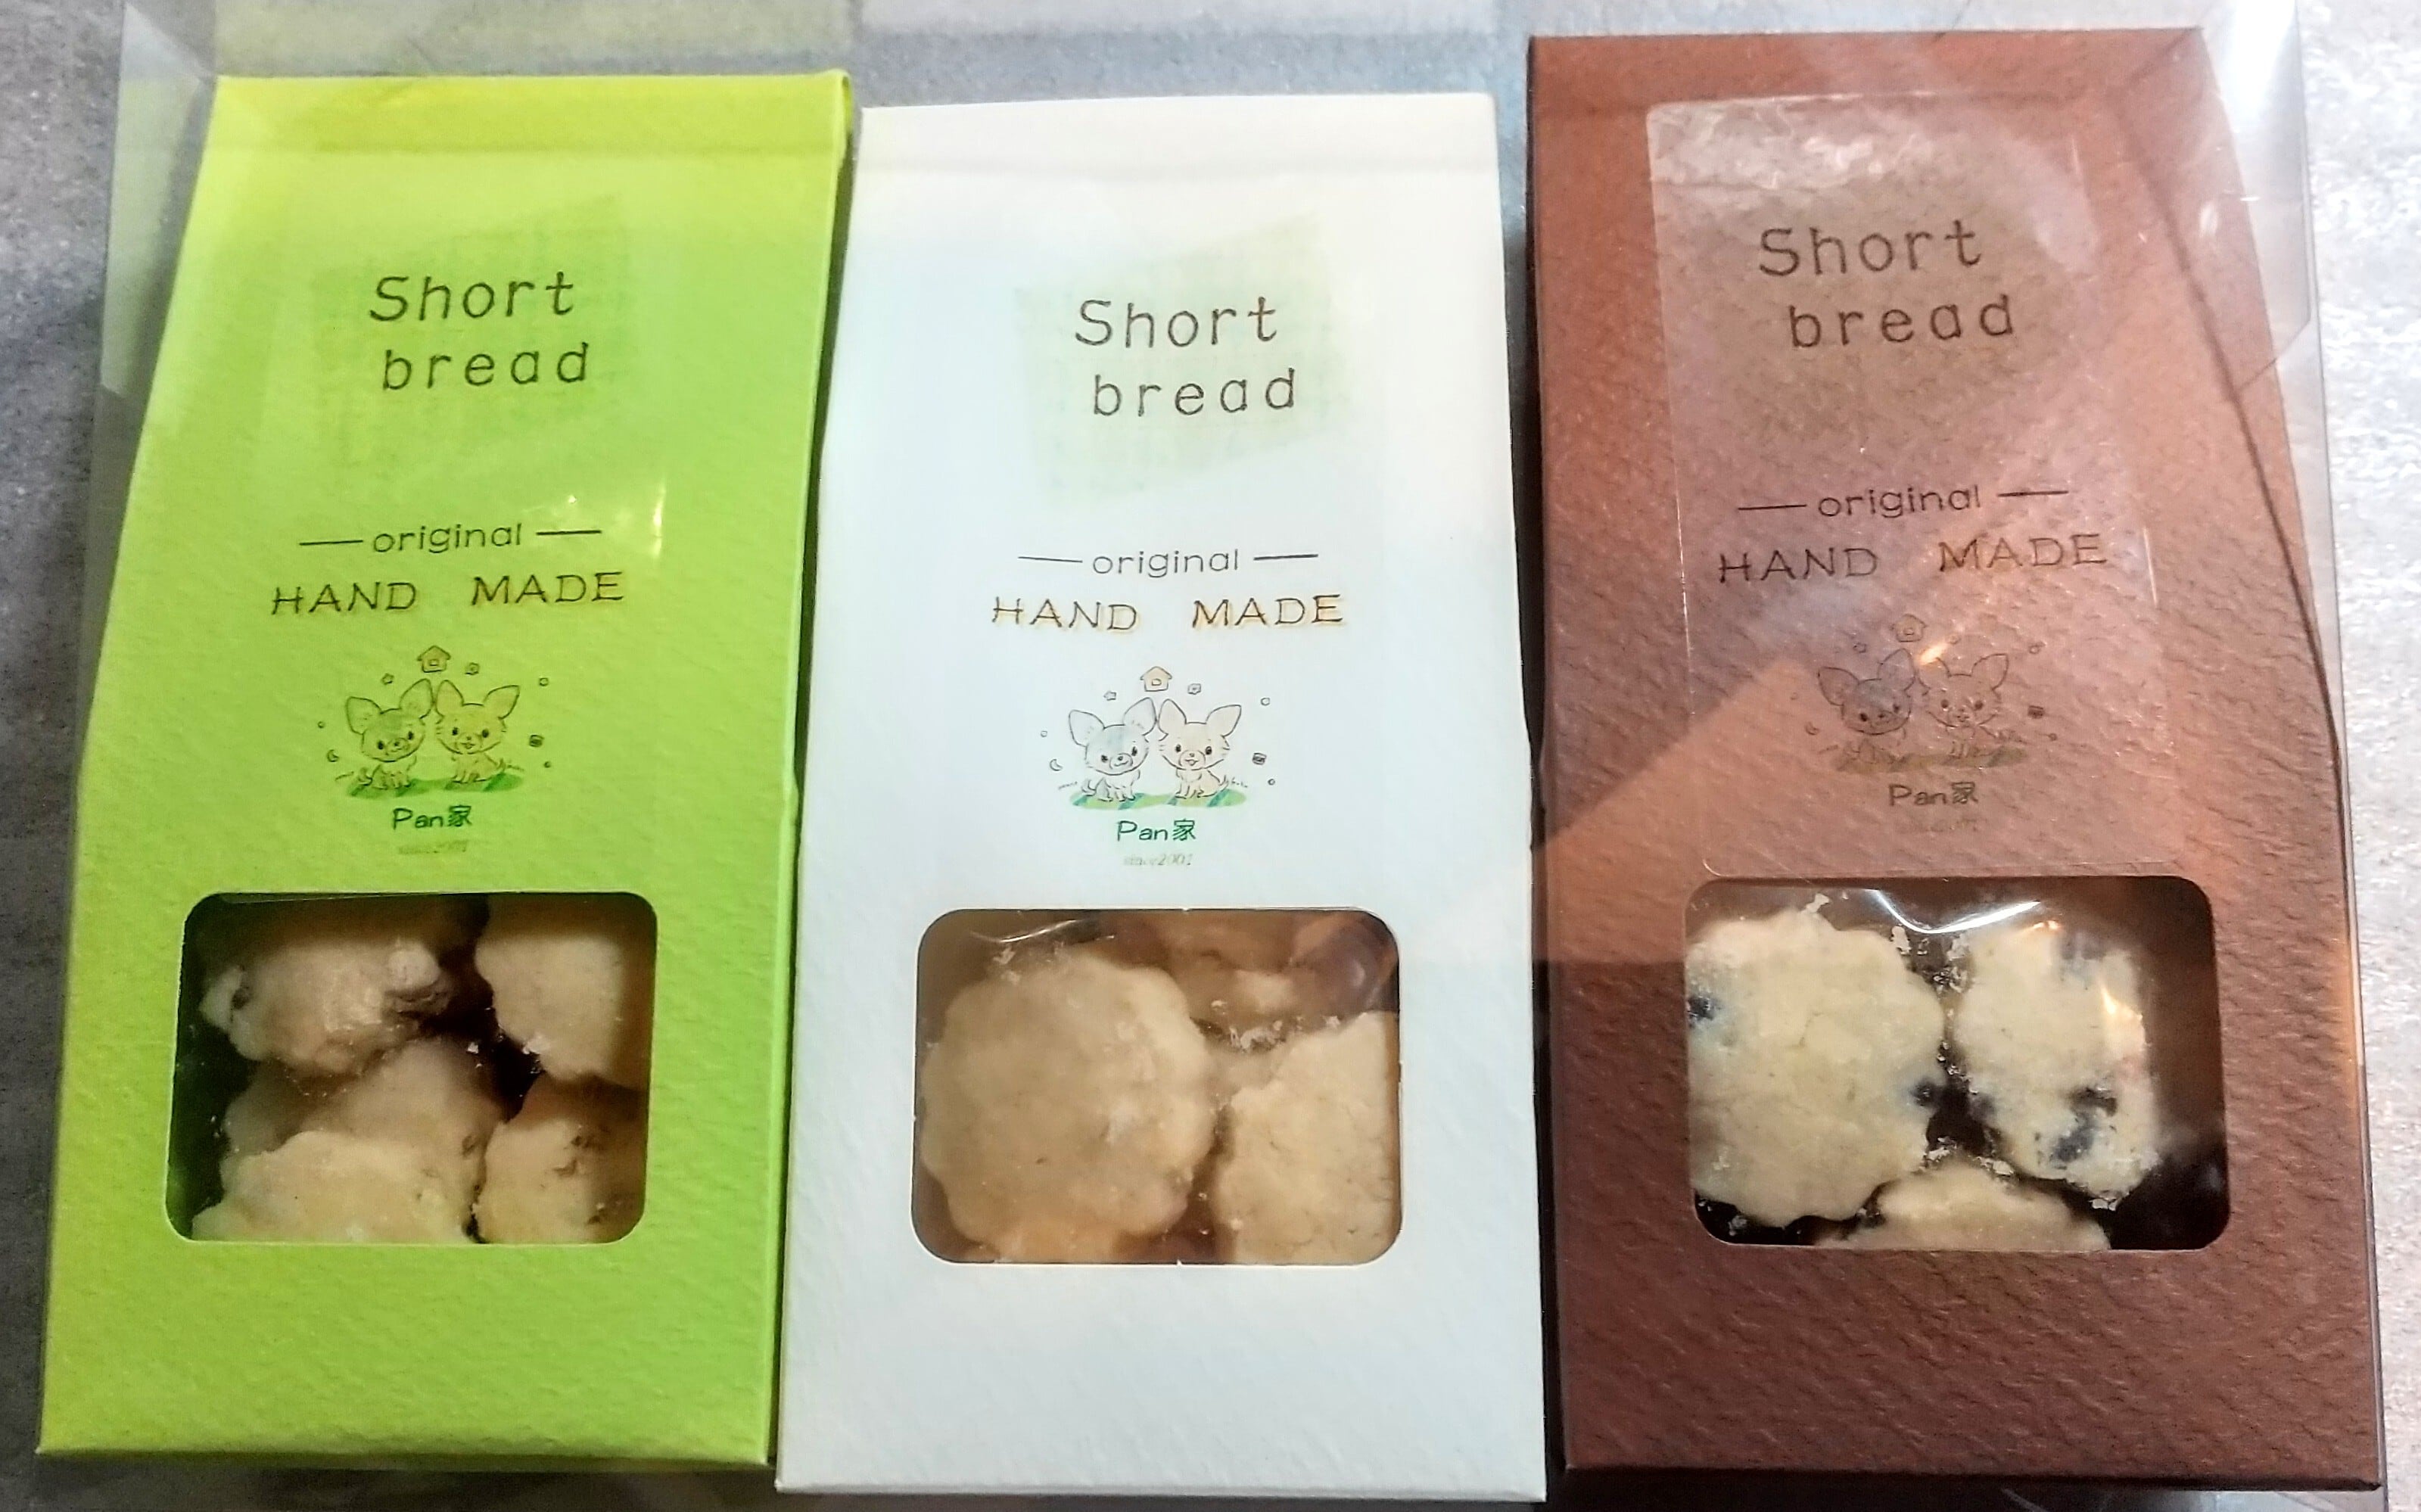 Short
bread
original
HAND MADE
Pan家
since2001
Short
bread
original
HAND MADE
Pan家
since2001
Short
bread
original
HAND MADE
Pan家